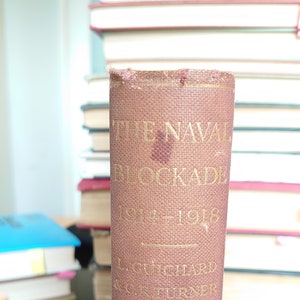 THE NAVAL
BLOCKADE
1914-1918
L. GUICHARD
& C.R. TURNER